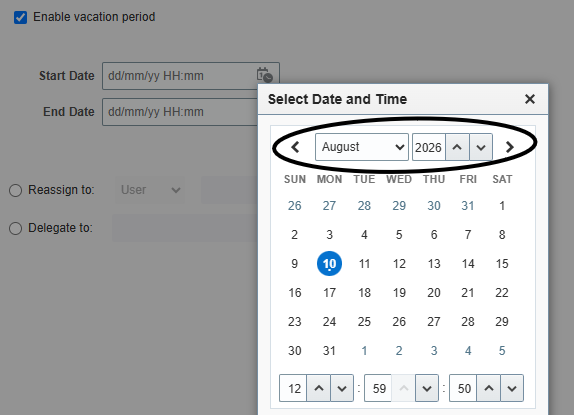 Enable vacation period
Start Date dd/mm/yy HH:mm
End Date dd/mm/yy HH:mm
Select Date and Time
August 2026
SUN MON TUE WED THU FRI SAT
26 27 28 29 30 31 1
2 3 4 5 6 7 8
9 10 11 12 13 14 15
16 17 18 19 20 21 22
23 24 25 26 27 28 29
30 31 1 2 3 4 5
12 : 59 : 50
Reassign to: User
Delegate to: